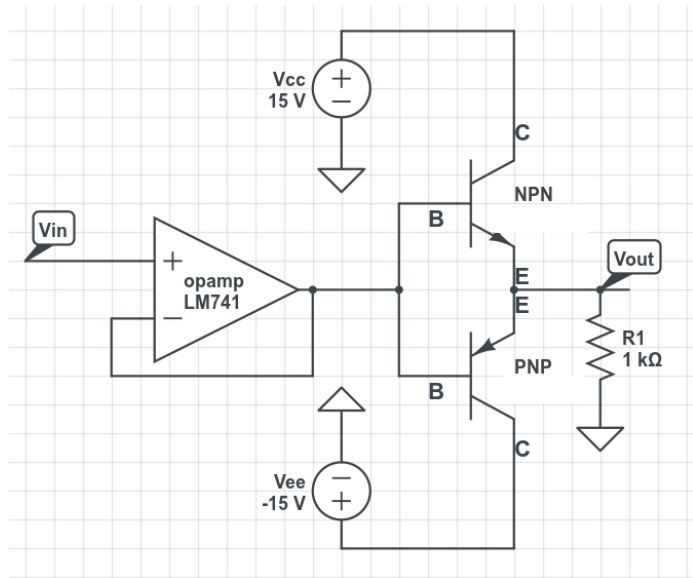 Vcc
15 V
+
−
C
NPN
B
Vin
+
opamp
LM741
−
Vout
E
E
R1
1 kΩ
PNP
B
C
Vee
-15 V
−
+